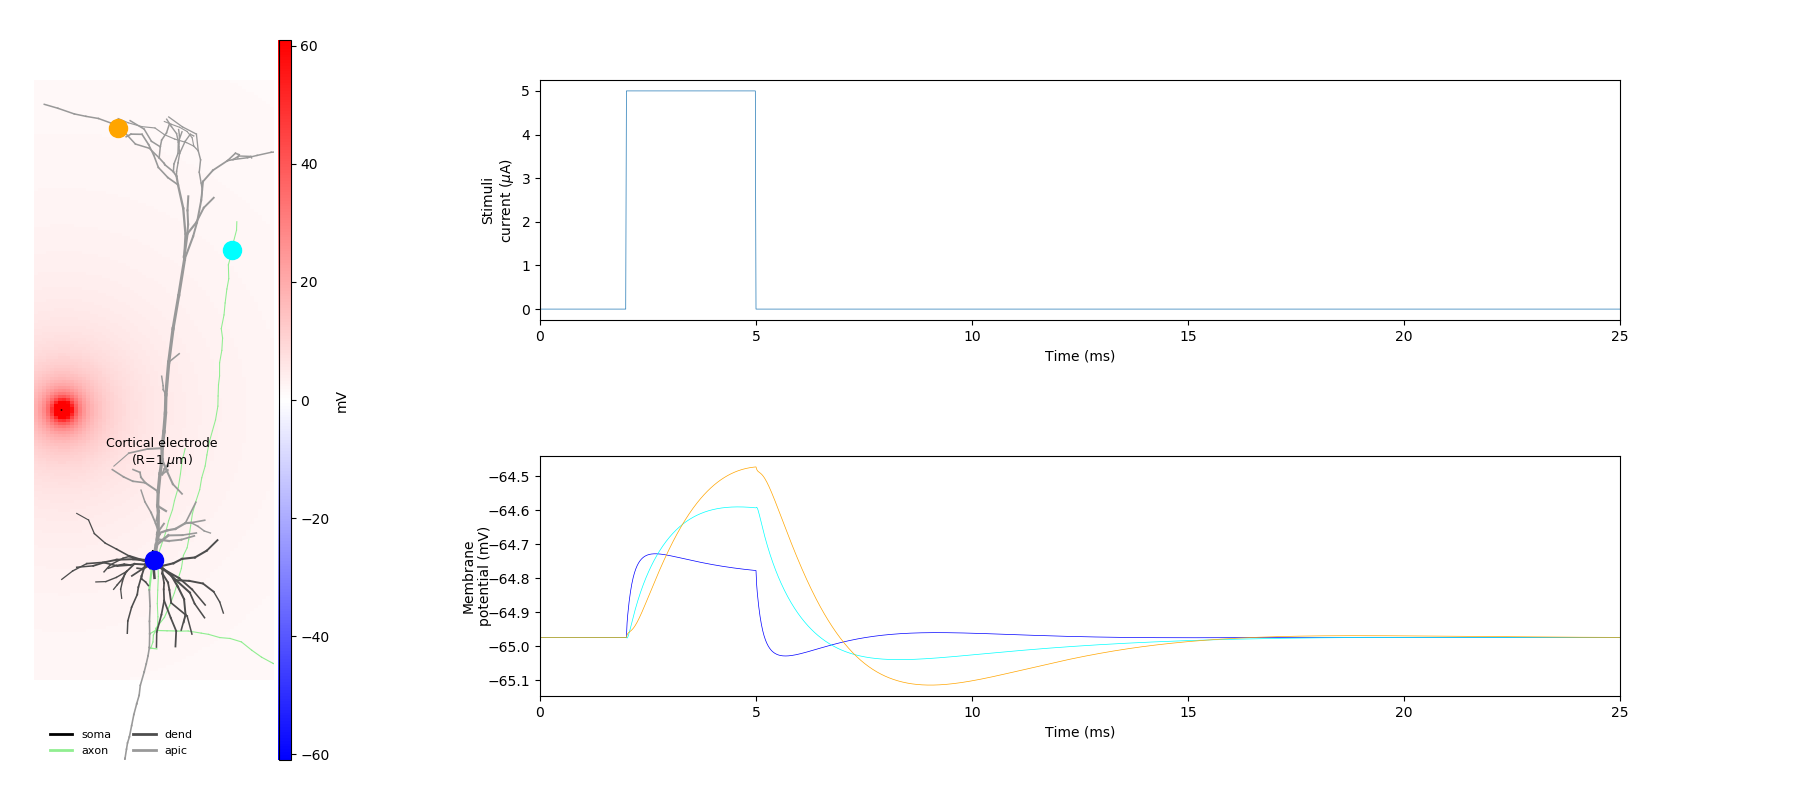 60
40
20
0
−20
−40
−60
mV
Cortical electrode
(R=1 μm)
soma
dend
axon
apic
5
4
3
2
1
0
Stimuli
current (μA)
0
5
10
15
20
25
Time (ms)
−64.5
−64.6
−64.7
−64.8
−64.9
−65.0
−65.1
Membrane
potential (mV)
0
5
10
15
20
25
Time (ms)